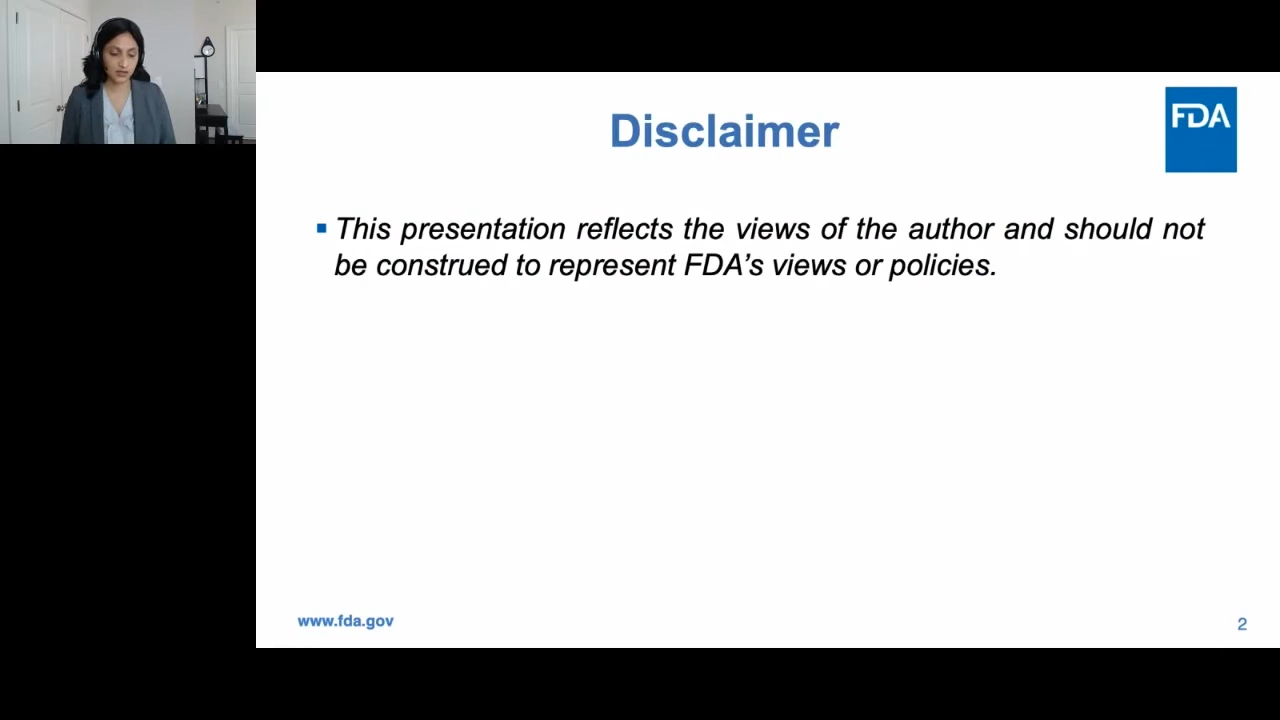 Disclaimer
FDA
▪ This presentation reflects the views of the author and should not
be construed to represent FDA’s views or policies.
www.fda.gov
2